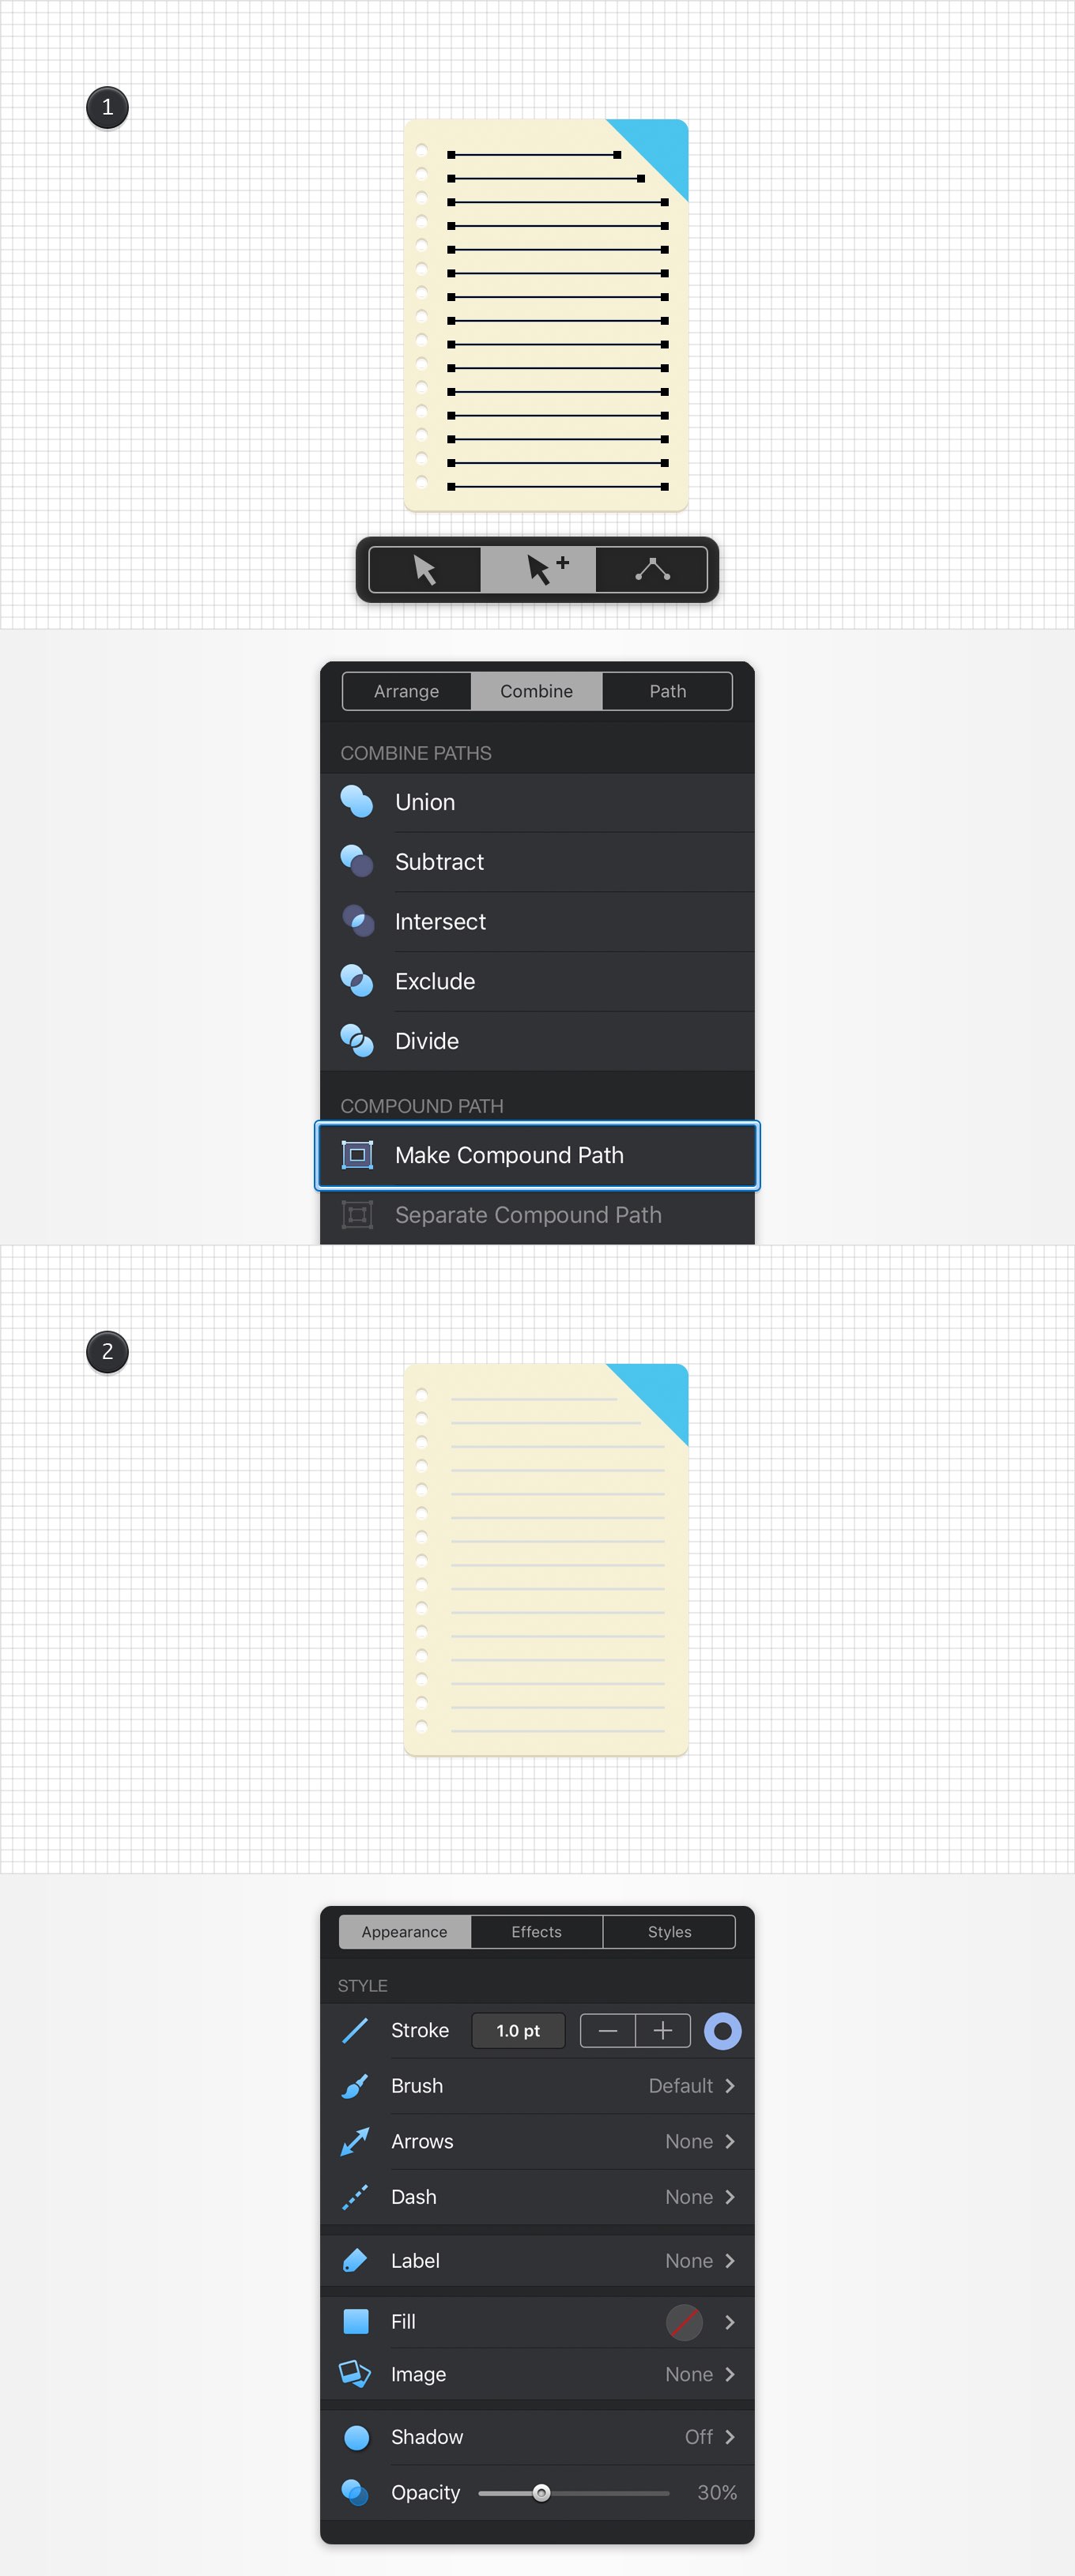 1
Arrange Combine Path
COMBINE PATHS
Union
Subtract
Intersect
Exclude
Divide
COMPOUND PATH
Make Compound Path
Separate Compound Path
2
Appearance Effects Styles
STYLE
Stroke 1.0 pt
Brush Default
Arrows None
Dash None
Label None
Fill
Image None
Shadow Off
Opacity 30%